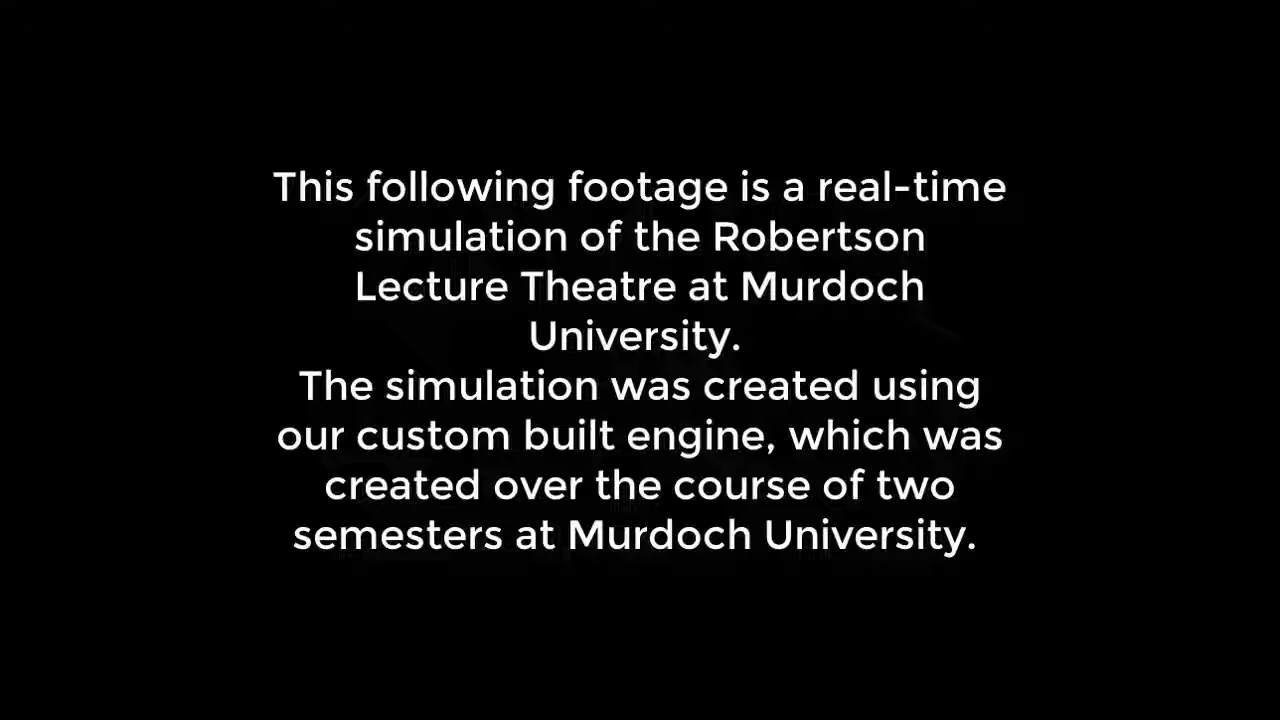 This following footage is a real-time
simulation of the Robertson
Lecture Theatre at Murdoch
University.
The simulation was created using
our custom built engine, which was
created over the course of two
semesters at Murdoch University.